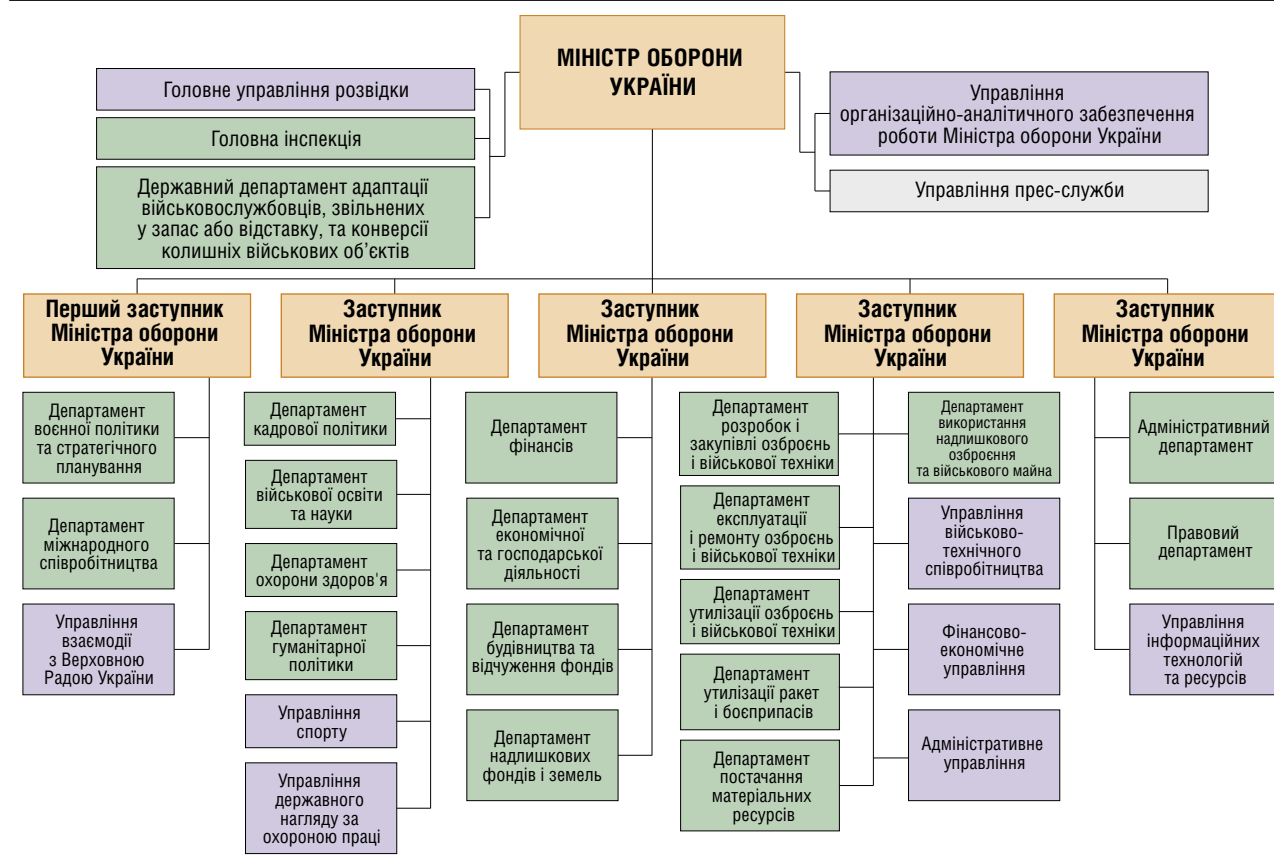 МІНІСТР ОБОРОНИ
УКРАЇНИ
Головне управління розвідки
Головна інспекція
Державний департамент адаптації
військовослужбовців, звільнених
у запас або відставку, та конверсії
колишніх військових об’єктів
Управління
організаційно-аналітичного забезпечення
роботи Міністра оборони України
Управління прес-служби
Перший заступник
Міністра оборони
України
Департамент
воєнної політики
та стратегічного
планування
Департамент
міжнародного
співробітництва
Управління
взаємодії
з Верховною
Радою України
Заступник
Міністра оборони
України
Департамент
кадрової політики
Департамент
військової освіти
та науки
Департамент
охорони здоров'я
Департамент
гуманітарної
політики
Управління
спорту
Управління
державного
нагляду за
охороною праці
Заступник
Міністра оборони
України
Департамент
фінансів
Департамент
економічної
та господарської
діяльності
Департамент
будівництва та
відчуження фондів
Департамент
надлишкових
фондів і земель
Заступник
Міністра оборони
України
Департамент
розробок і
закупівлі озброєнь
і військової техніки
Департамент
експлуатації
і ремонту озброєнь
і військової техніки
Департамент
утилізації озброєнь
і військової техніки
Департамент
утилізації ракет
і боєприпасів
Департамент
постачання
матеріальних
ресурсів
Департамент
використання
надлишкового
озброєння
та військового майна
Управління
військово-
технічного
співробітництва
Фінансово-
економічне
управління
Адміністративне
управління
Заступник
Міністра оборони
України
Адміністративний
департамент
Правовий
департамент
Управління
інформаційних
технологій
та ресурсів